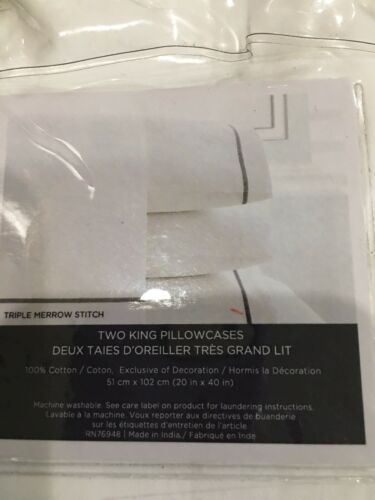 TRIPLE MERROW STITCH
TWO KING PILLOWCASES
DEUX TAIES D'OREILLER TRÈS GRAND LIT
100% Cotton / Coton, Exclusive of Decoration / Hormis la Décoration
51 cm x 102 cm (20 in x 40 in)
Machine washable. See care label on product for laundering instructions.
Lavable à la machine. Vous reporter aux directives de buanderie
sur les étiquettes d'entretien de l'article.
RN76948 | Made in India./ Fabriqué en Inde